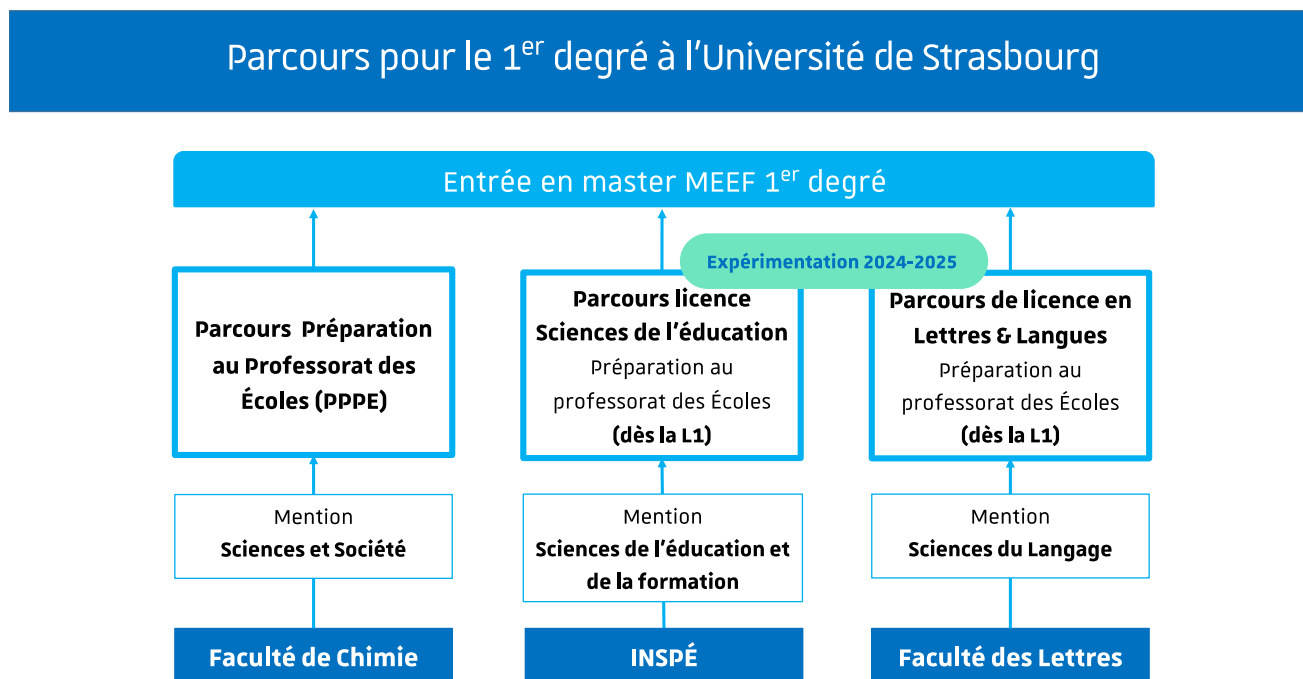 Parcours pour le 1er degré à l'Université de Strasbourg
Entrée en master MEEF 1er degré
Expérimentation 2024-2025
Parcours Préparation
au Professorat des
Écoles (PPPE)
Parcours licence
Sciences de l'éducation
Préparation au
professorat des Écoles
(dès la L1)
Parcours de licence en
Lettres & Langues
Préparation au
professorat des Écoles
(dès la L1)
Mention
Sciences et Société
Mention
Sciences de l'éducation et
de la formation
Mention
Sciences du Langage
Faculté de Chimie
INSPÉ
Faculté des Lettres